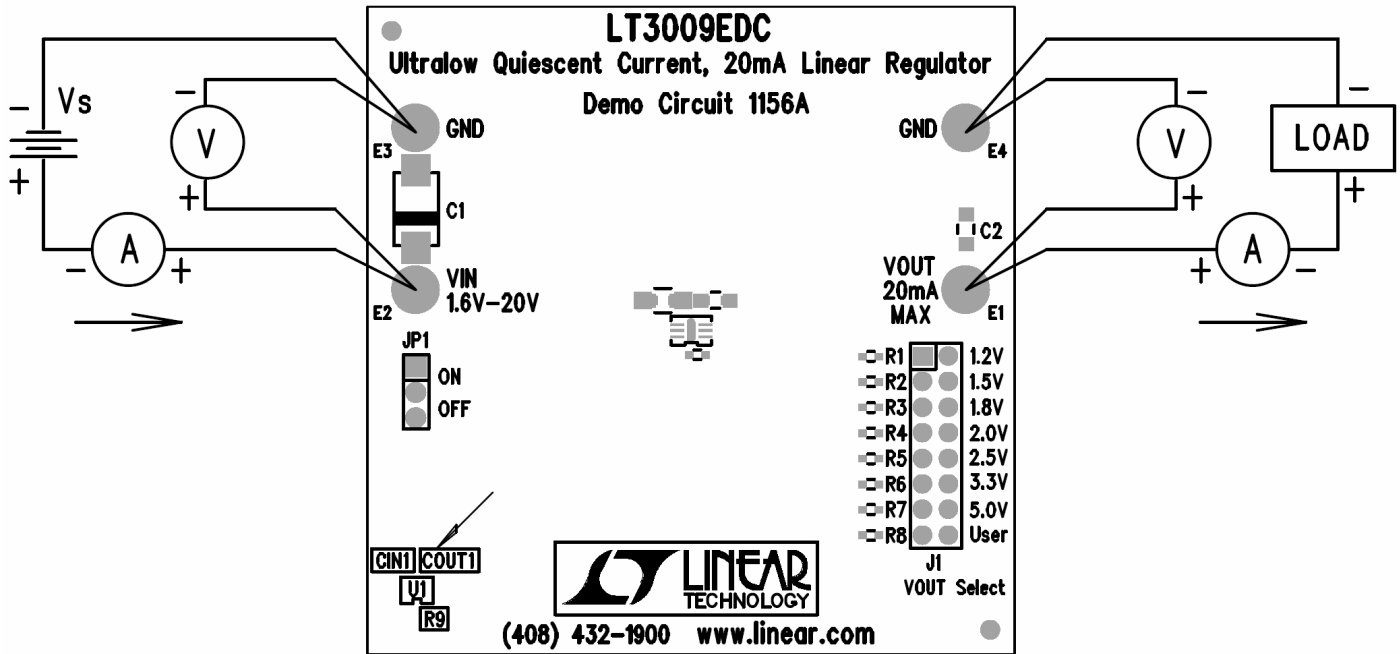 LT3009EDC
Ultralow Quiescent Current, 20mA Linear Regulator
Demo Circuit 1156A
- Vs
+
- V +
- A +
GND
E3
C1
VIN
1.6V-20V
E2
JP1
ON
OFF
GND
E4
C2
VOUT
20mA
MAX
E1
- V +
- LOAD +
+ A -
R1 1.2V
R2 1.5V
R3 1.8V
R4 2.0V
R5 2.5V
R6 3.3V
R7 5.0V
R8 User
J1
VOUT Select
CIN1 COUT1
U1
R9
LINEAR
TECHNOLOGY
(408) 432-1900 www.linear.com